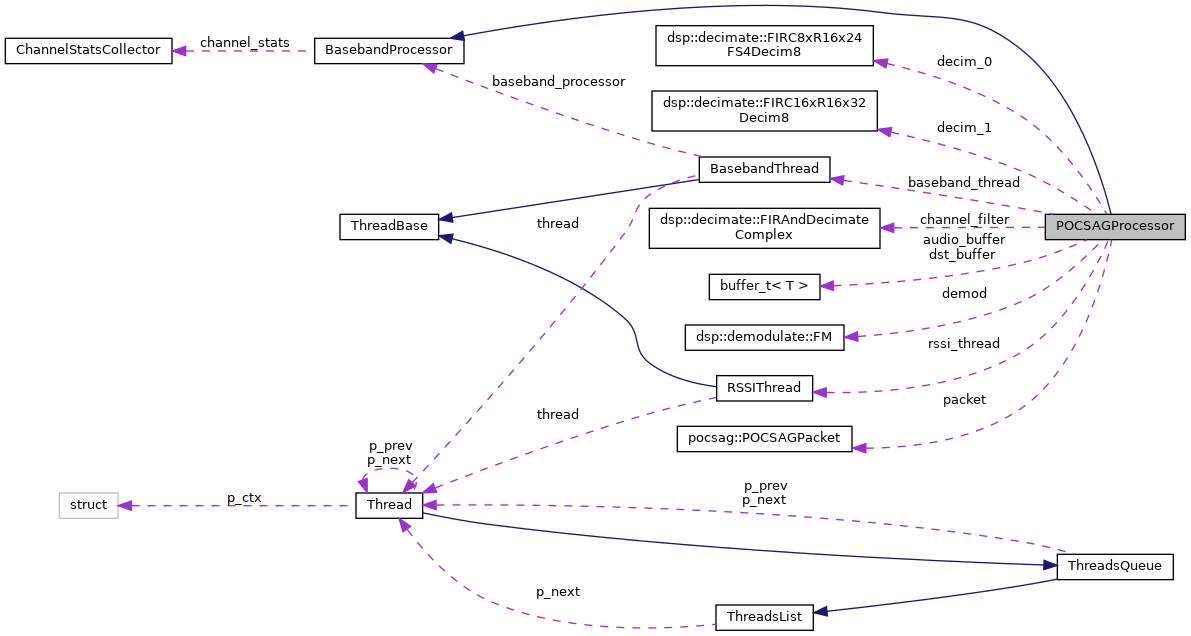 dsp::decimate::FIRC8xR16x24
FS4Decim8
ChannelStatsCollector
channel_stats
BasebandProcessor
decim_0
baseband_processor
dsp::decimate::FIRC16xR16x32
Decim8
decim_1
BasebandThread
baseband_thread
ThreadBase
thread
dsp::decimate::FIRAndDecimate
Complex
channel_filter
POCSAGProcessor
audio_buffer
dst_buffer
buffer_t< T >
demod
dsp::demodulate::FM
rssi_thread
RSSIThread
packet
thread
pocsag::POCSAGPacket
p_prev
p_next
struct
p_ctx
Thread
p_prev
p_next
ThreadsQueue
p_next
ThreadsList